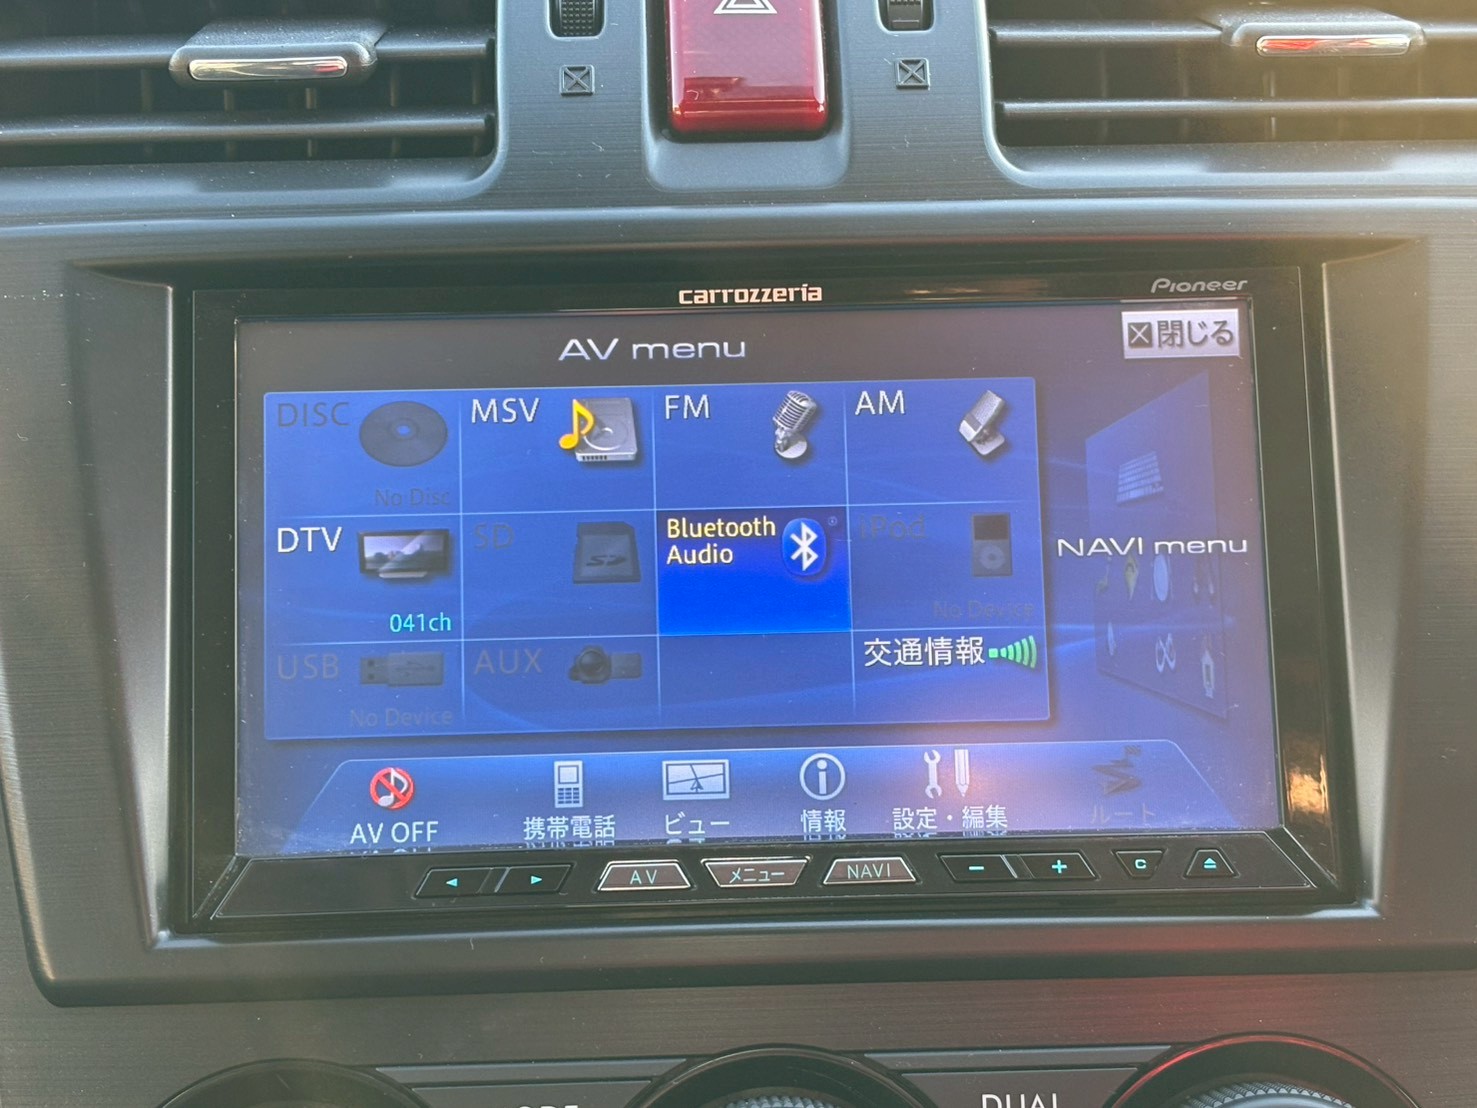 carrozzeria
Pioneer
AV menu
閉じる
DISC
No Disc
MSV
FM
AM
DTV
041ch
SD
Bluetooth
Audio
iPod
No Device
NAVI menu
USB
No Device
AUX
交通情報
AV OFF
携帯電話
ビュー
情報
設定・編集
ルート
AV
メニュー
NAVI
- +
C
DUAL